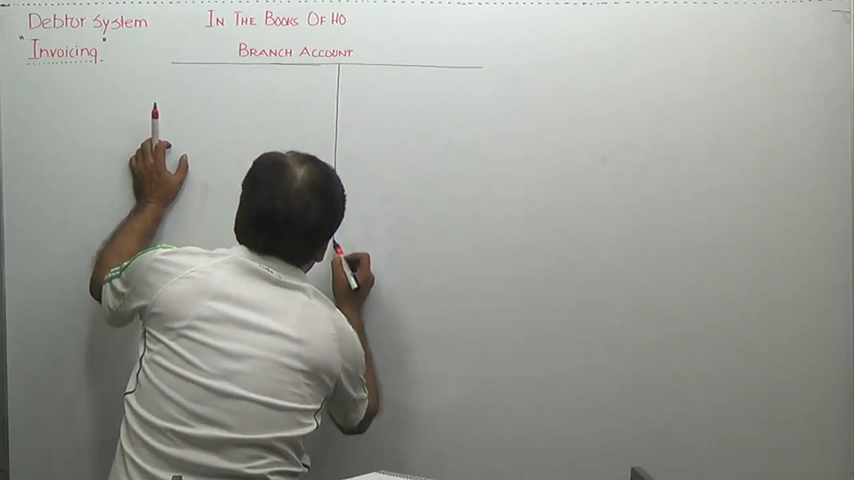 Debtor System
"Invoicing"
IN THE BOOKS OF HO
BRANCH ACCOUNT